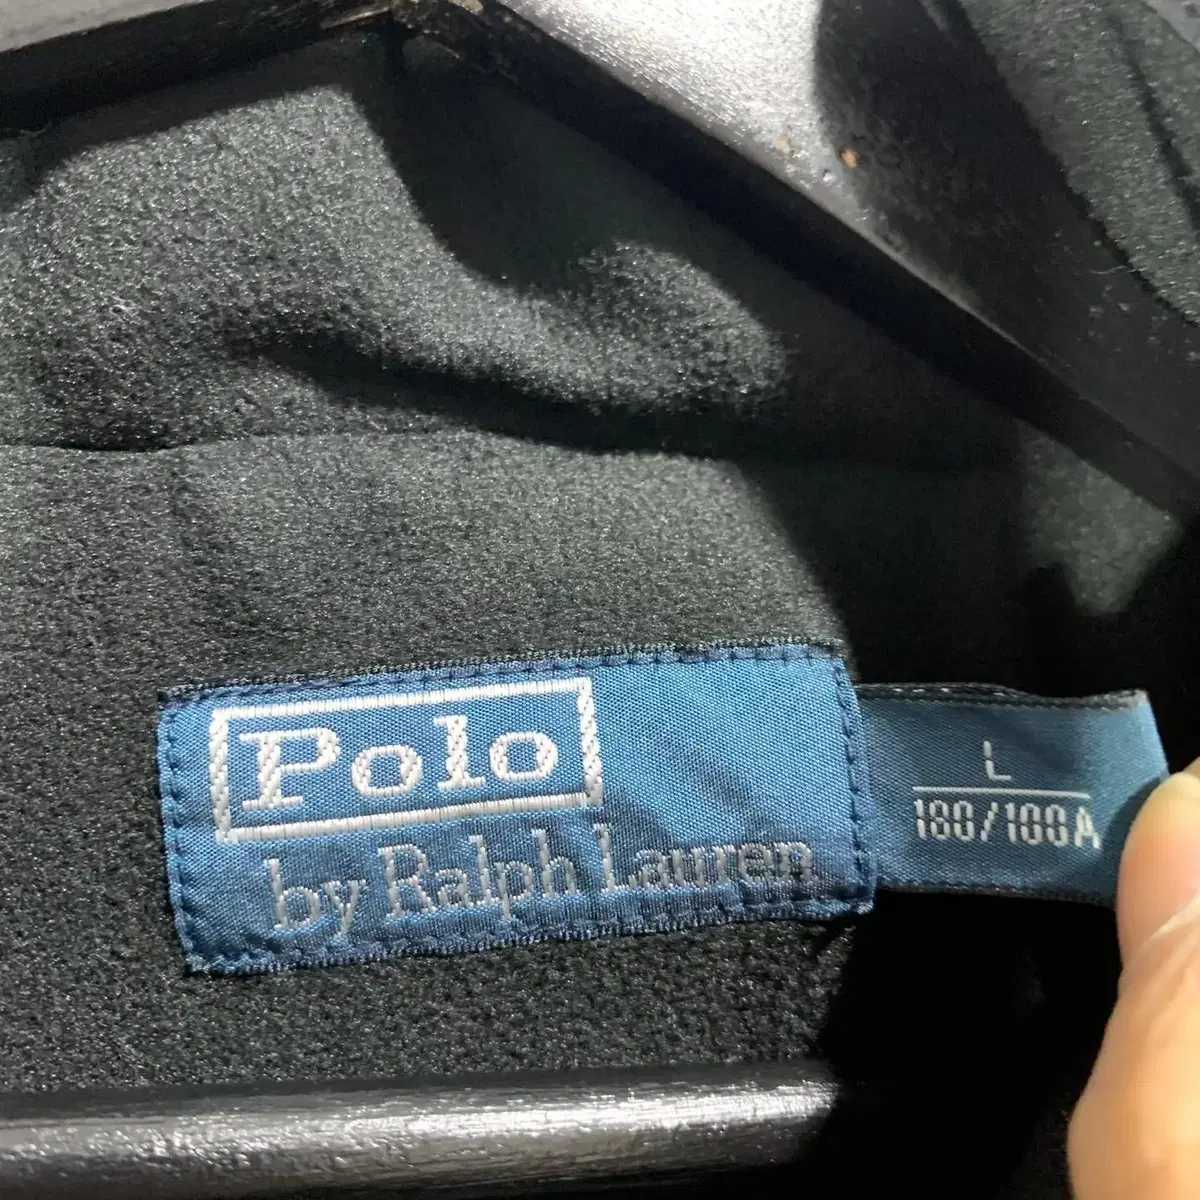 Polo
by Ralph Lauren
L
180/100A